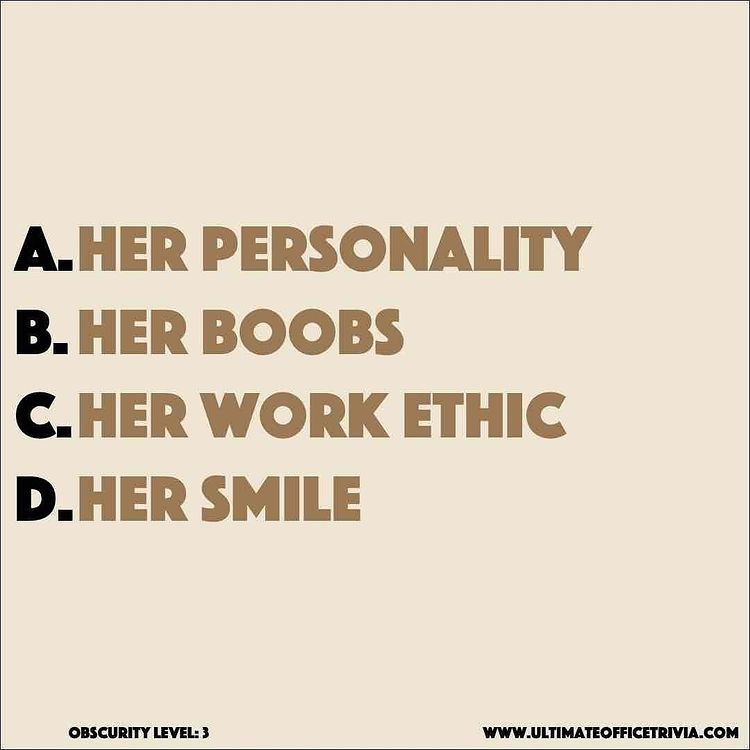 A. HER PERSONALITY
B. HER BOOBS
C. HER WORK ETHIC
D. HER SMILE
OBSCURITY LEVEL: 3
WWW.ULTIMATEOFFICETRIVIA.COM